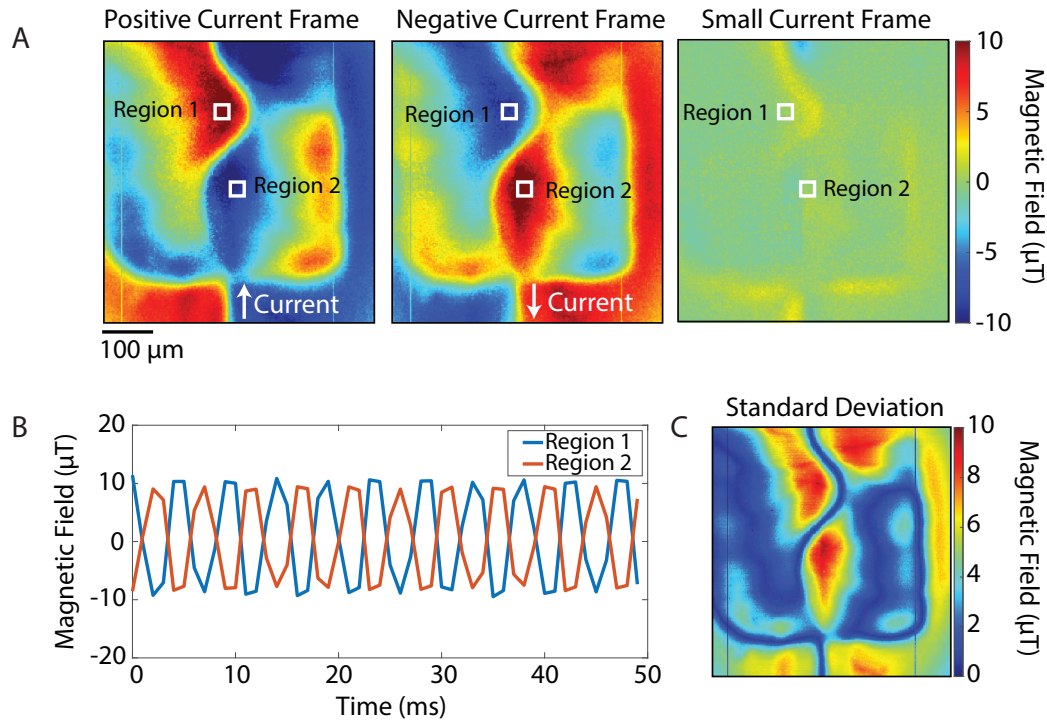 A
Positive Current Frame
Negative Current Frame
Small Current Frame
Region 1
Region 2
Current
Region 1
Region 2
Current
Region 1
Region 2
10
5
0
-5
-10
Magnetic Field (μT)
100 μm
B
20
10
0
-10
-20
Magnetic Field (μT)
Region 1
Region 2
0
10
20
30
40
50
Time (ms)
C
Standard Deviation
10
8
6
4
2
0
Magnetic Field (μT)